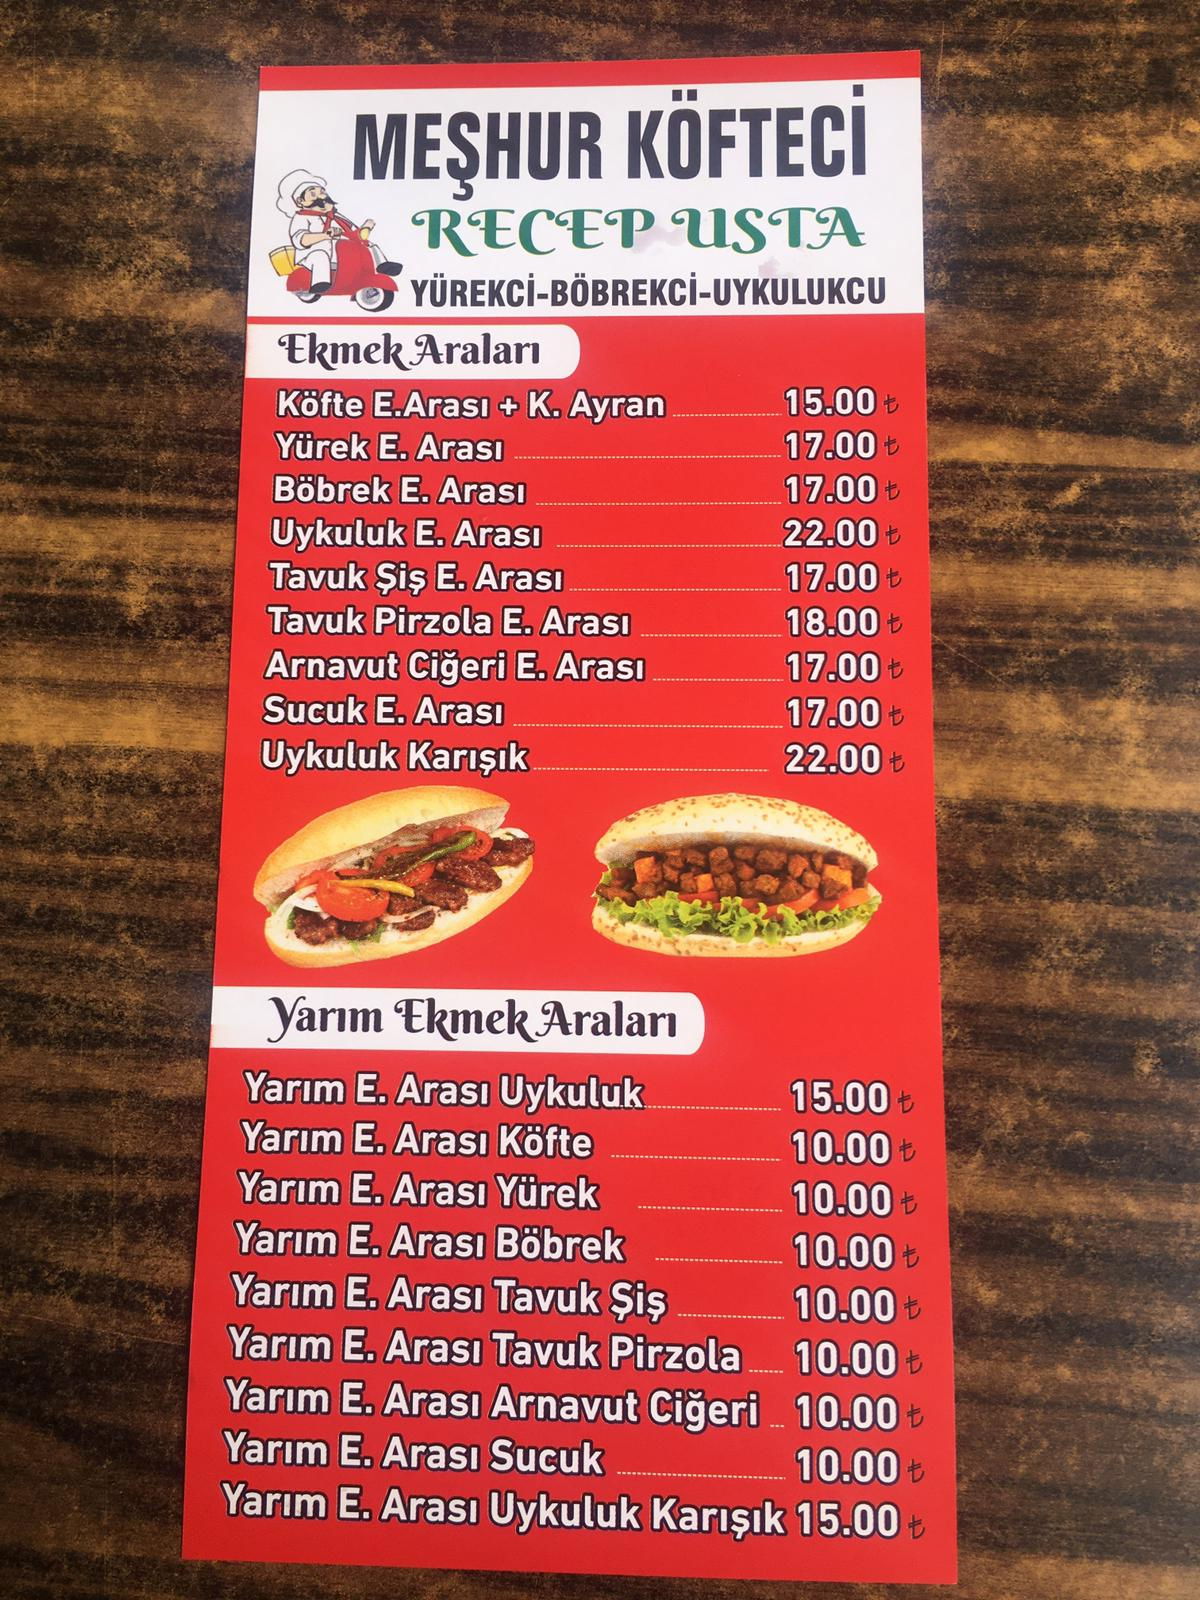 MEŞHUR KÖFTECİ
RECEP USTA
YÜREKCİ-BÖBREKCİ-UYKULUKCU
Ekmek Araları
Köfte E.Arası + K. Ayran 15.00 ₺
Yürek E. Arası 17.00 ₺
Böbrek E. Arası 17.00 ₺
Uykuluk E. Arası 22.00 ₺
Tavuk Şiş E. Arası 17.00 ₺
Tavuk Pirzola E. Arası 18.00 ₺
Arnavut Ciğeri E. Arası 17.00 ₺
Sucuk E. Arası 17.00 ₺
Uykuluk Karışık 22.00 ₺
Yarım Ekmek Araları
Yarım E. Arası Uykuluk 15.00 ₺
Yarım E. Arası Köfte 10.00 ₺
Yarım E. Arası Yürek 10.00 ₺
Yarım E. Arası Böbrek 10.00 ₺
Yarım E. Arası Tavuk Şiş 10.00 ₺
Yarım E. Arası Tavuk Pirzola 10.00 ₺
Yarım E. Arası Arnavut Ciğeri 10.00 ₺
Yarım E. Arası Sucuk 10.00 ₺
Yarım E. Arası Uykuluk Karışık 15.00 ₺